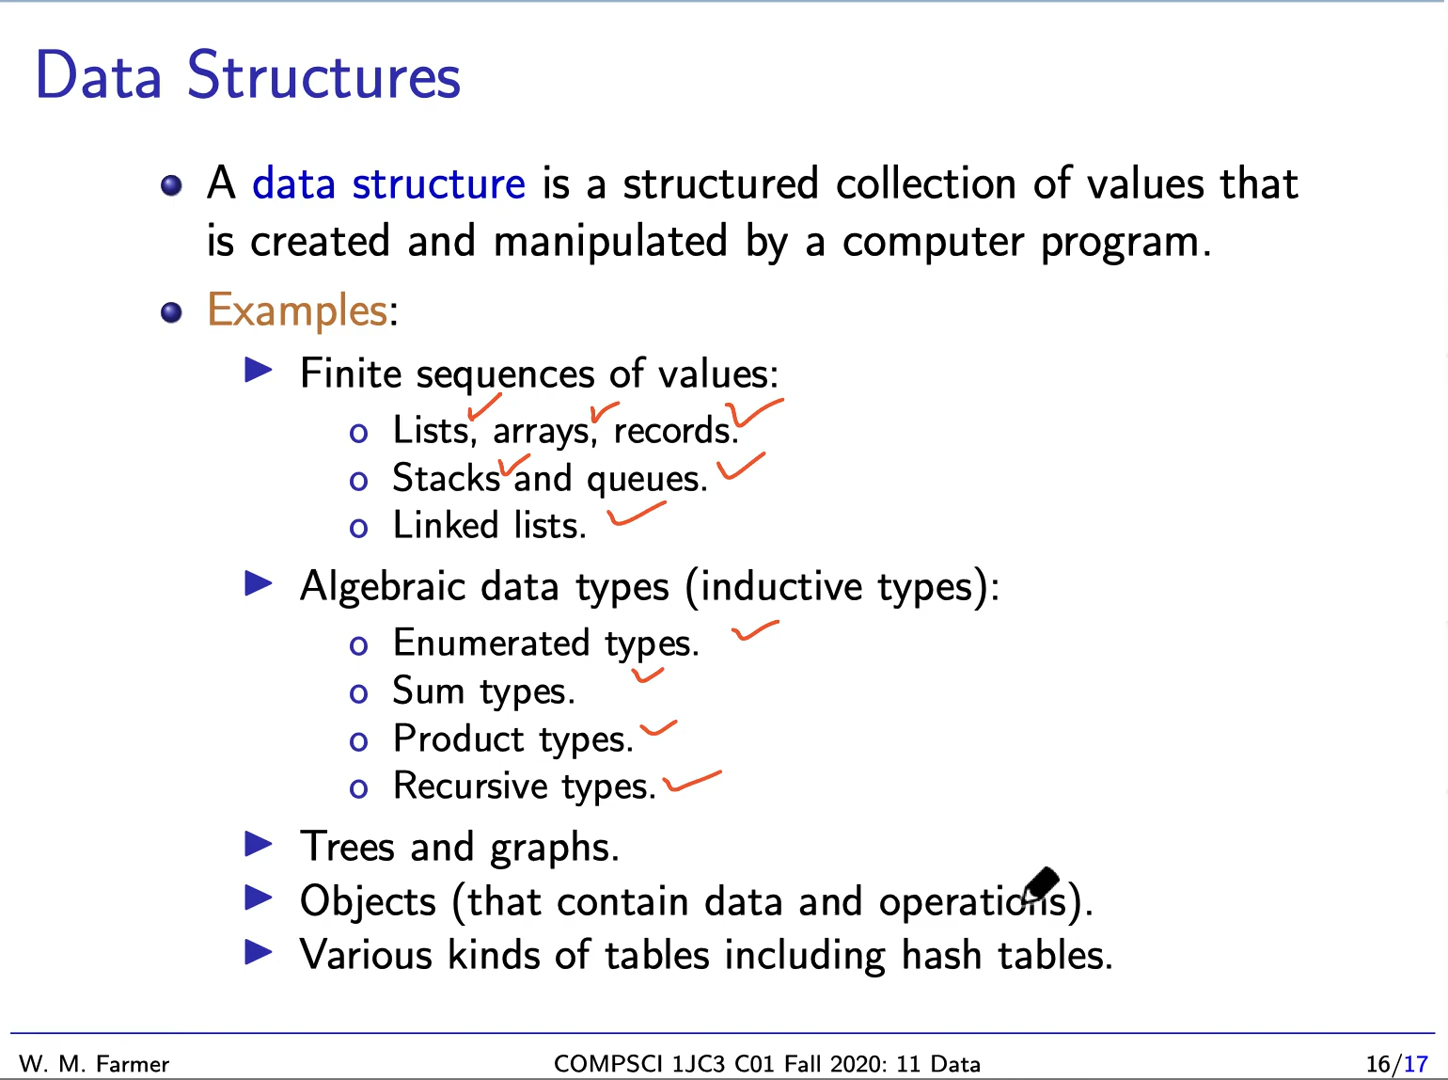 Data Structures
A data structure is a structured collection of values that
is created and manipulated by a computer program.
Examples:
Finite sequences of values:
Lists, arrays, records.
Stacks and queues.
Linked lists.
Algebraic data types (inductive types):
Enumerated types.
Sum types.
Product types.
Recursive types.
Trees and graphs.
Objects (that contain data and operations).
Various kinds of tables including hash tables.
W. M. Farmer COMPSCI 1JC3 C01 Fall 2020: 11 Data 16/17